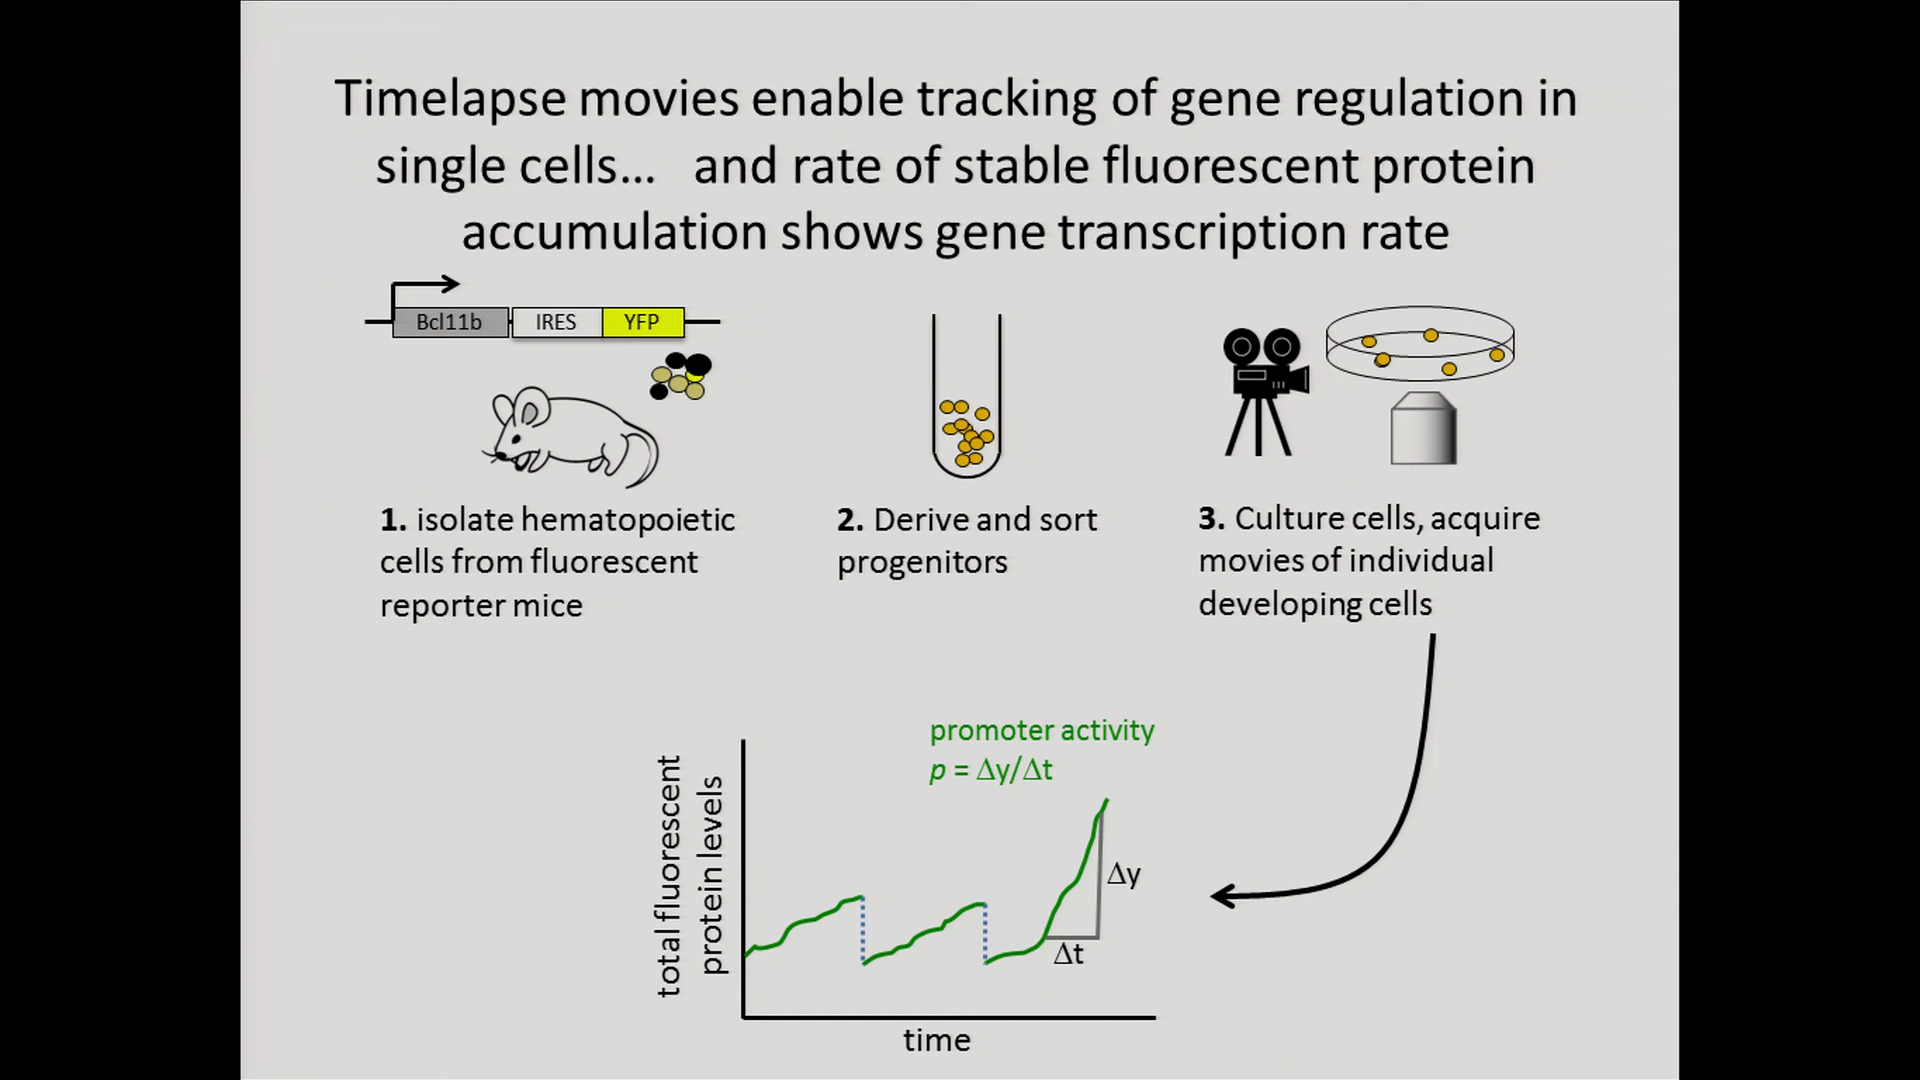 Timelapse movies enable tracking of gene regulation in
single cells… and rate of stable fluorescent protein
accumulation shows gene transcription rate
Bcl11b IRES YFP
1. isolate hematopoietic
cells from fluorescent
reporter mice
2. Derive and sort
progenitors
3. Culture cells, acquire
movies of individual
developing cells
promoter activity
p = Δy/Δt
total fluorescent
protein levels
Δy
Δt
time